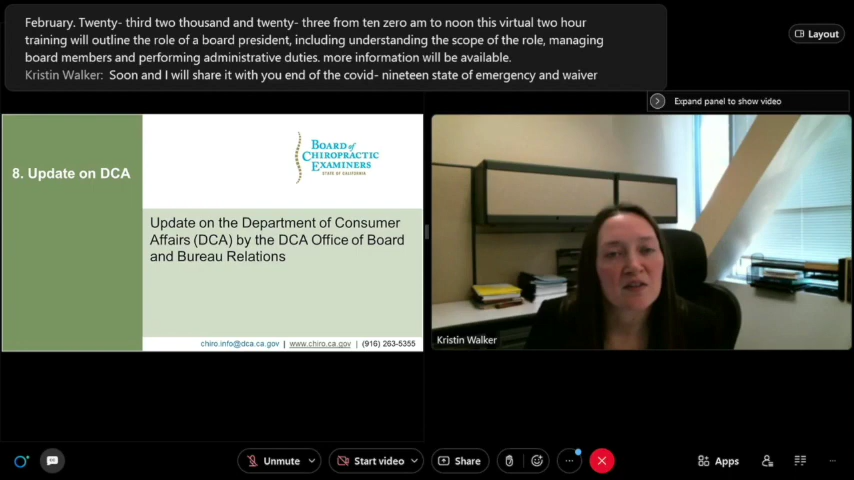 February. Twenty- third two thousand and twenty- three from ten zero am to noon this virtual two hour
training will outline the role of a board president, including understanding the scope of the role, managing
board members and performing administrative duties. more information will be available.
Kristin Walker: Soon and I will share it with you end of the covid- nineteen state of emergency and waiver
Layout
Expand panel to show video
8. Update on DCA
BOARD of
CHIROPRACTIC
EXAMINERS
STATE OF CALIFORNIA
Update on the Department of Consumer
Affairs (DCA) by the DCA Office of Board
and Bureau Relations
chiro.info@dca.ca.gov | www.chiro.ca.gov | (916) 263-5355
Kristin Walker
Unmute
Start video
Share
Apps